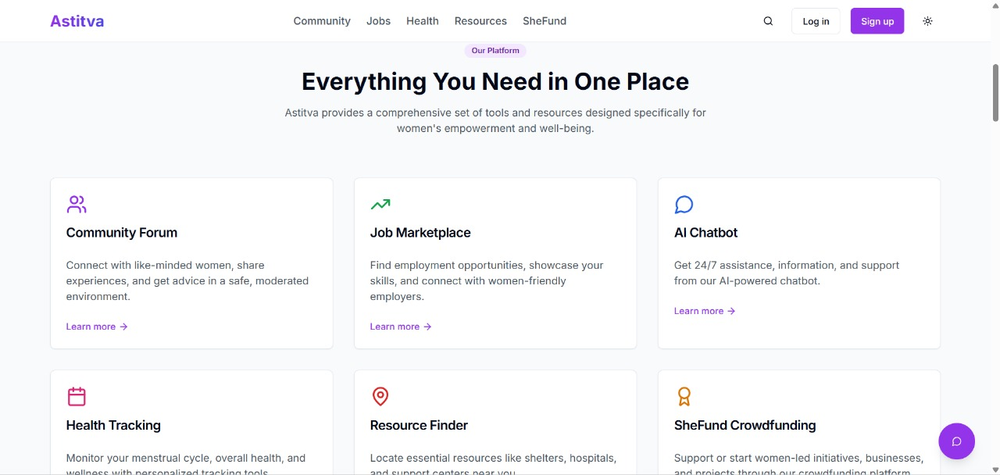 Astitva
Community Jobs Health Resources SheFund
Log in
Sign up
Our Platform
Everything You Need in One Place
Astitva provides a comprehensive set of tools and resources designed specifically for
women's empowerment and well-being.
Community Forum
Connect with like-minded women, share
experiences, and get advice in a safe, moderated
environment.
Learn more →
Job Marketplace
Find employment opportunities, showcase your
skills, and connect with women-friendly
employers.
Learn more →
AI Chatbot
Get 24/7 assistance, information, and support
from our AI-powered chatbot.
Learn more →
Health Tracking
Monitor your menstrual cycle, overall health, and
wellness with personalized tracking tools
Resource Finder
Locate essential resources like shelters, hospitals,
and support centers near you
SheFund Crowdfunding
Support or start women-led initiatives, businesses,
and projects through our crowdfunding platform